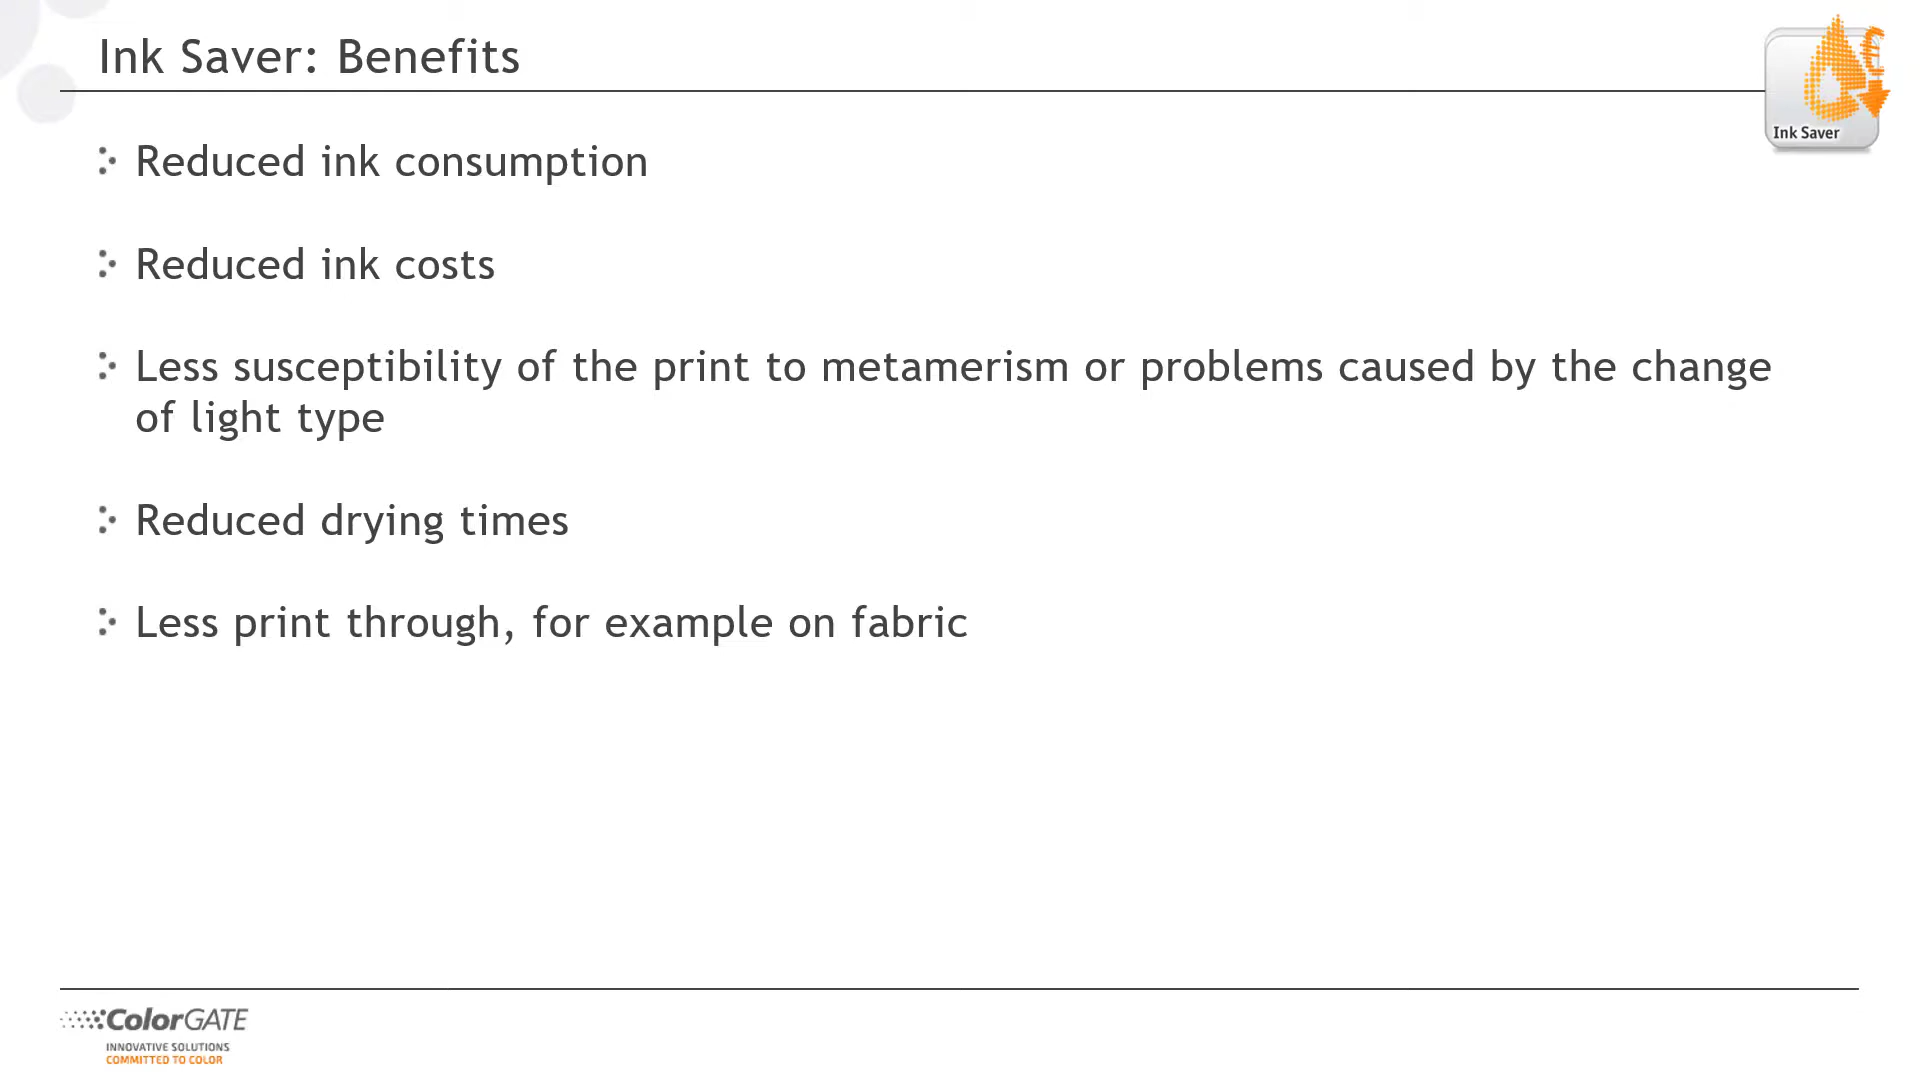 Ink Saver: Benefits
Ink Saver
Reduced ink consumption
Reduced ink costs
Less susceptibility of the print to metamerism or problems caused by the change
of light type
Reduced drying times
Less print through, for example on fabric
ColorGATE
INNOVATIVE SOLUTIONS
COMMITTED TO COLOR